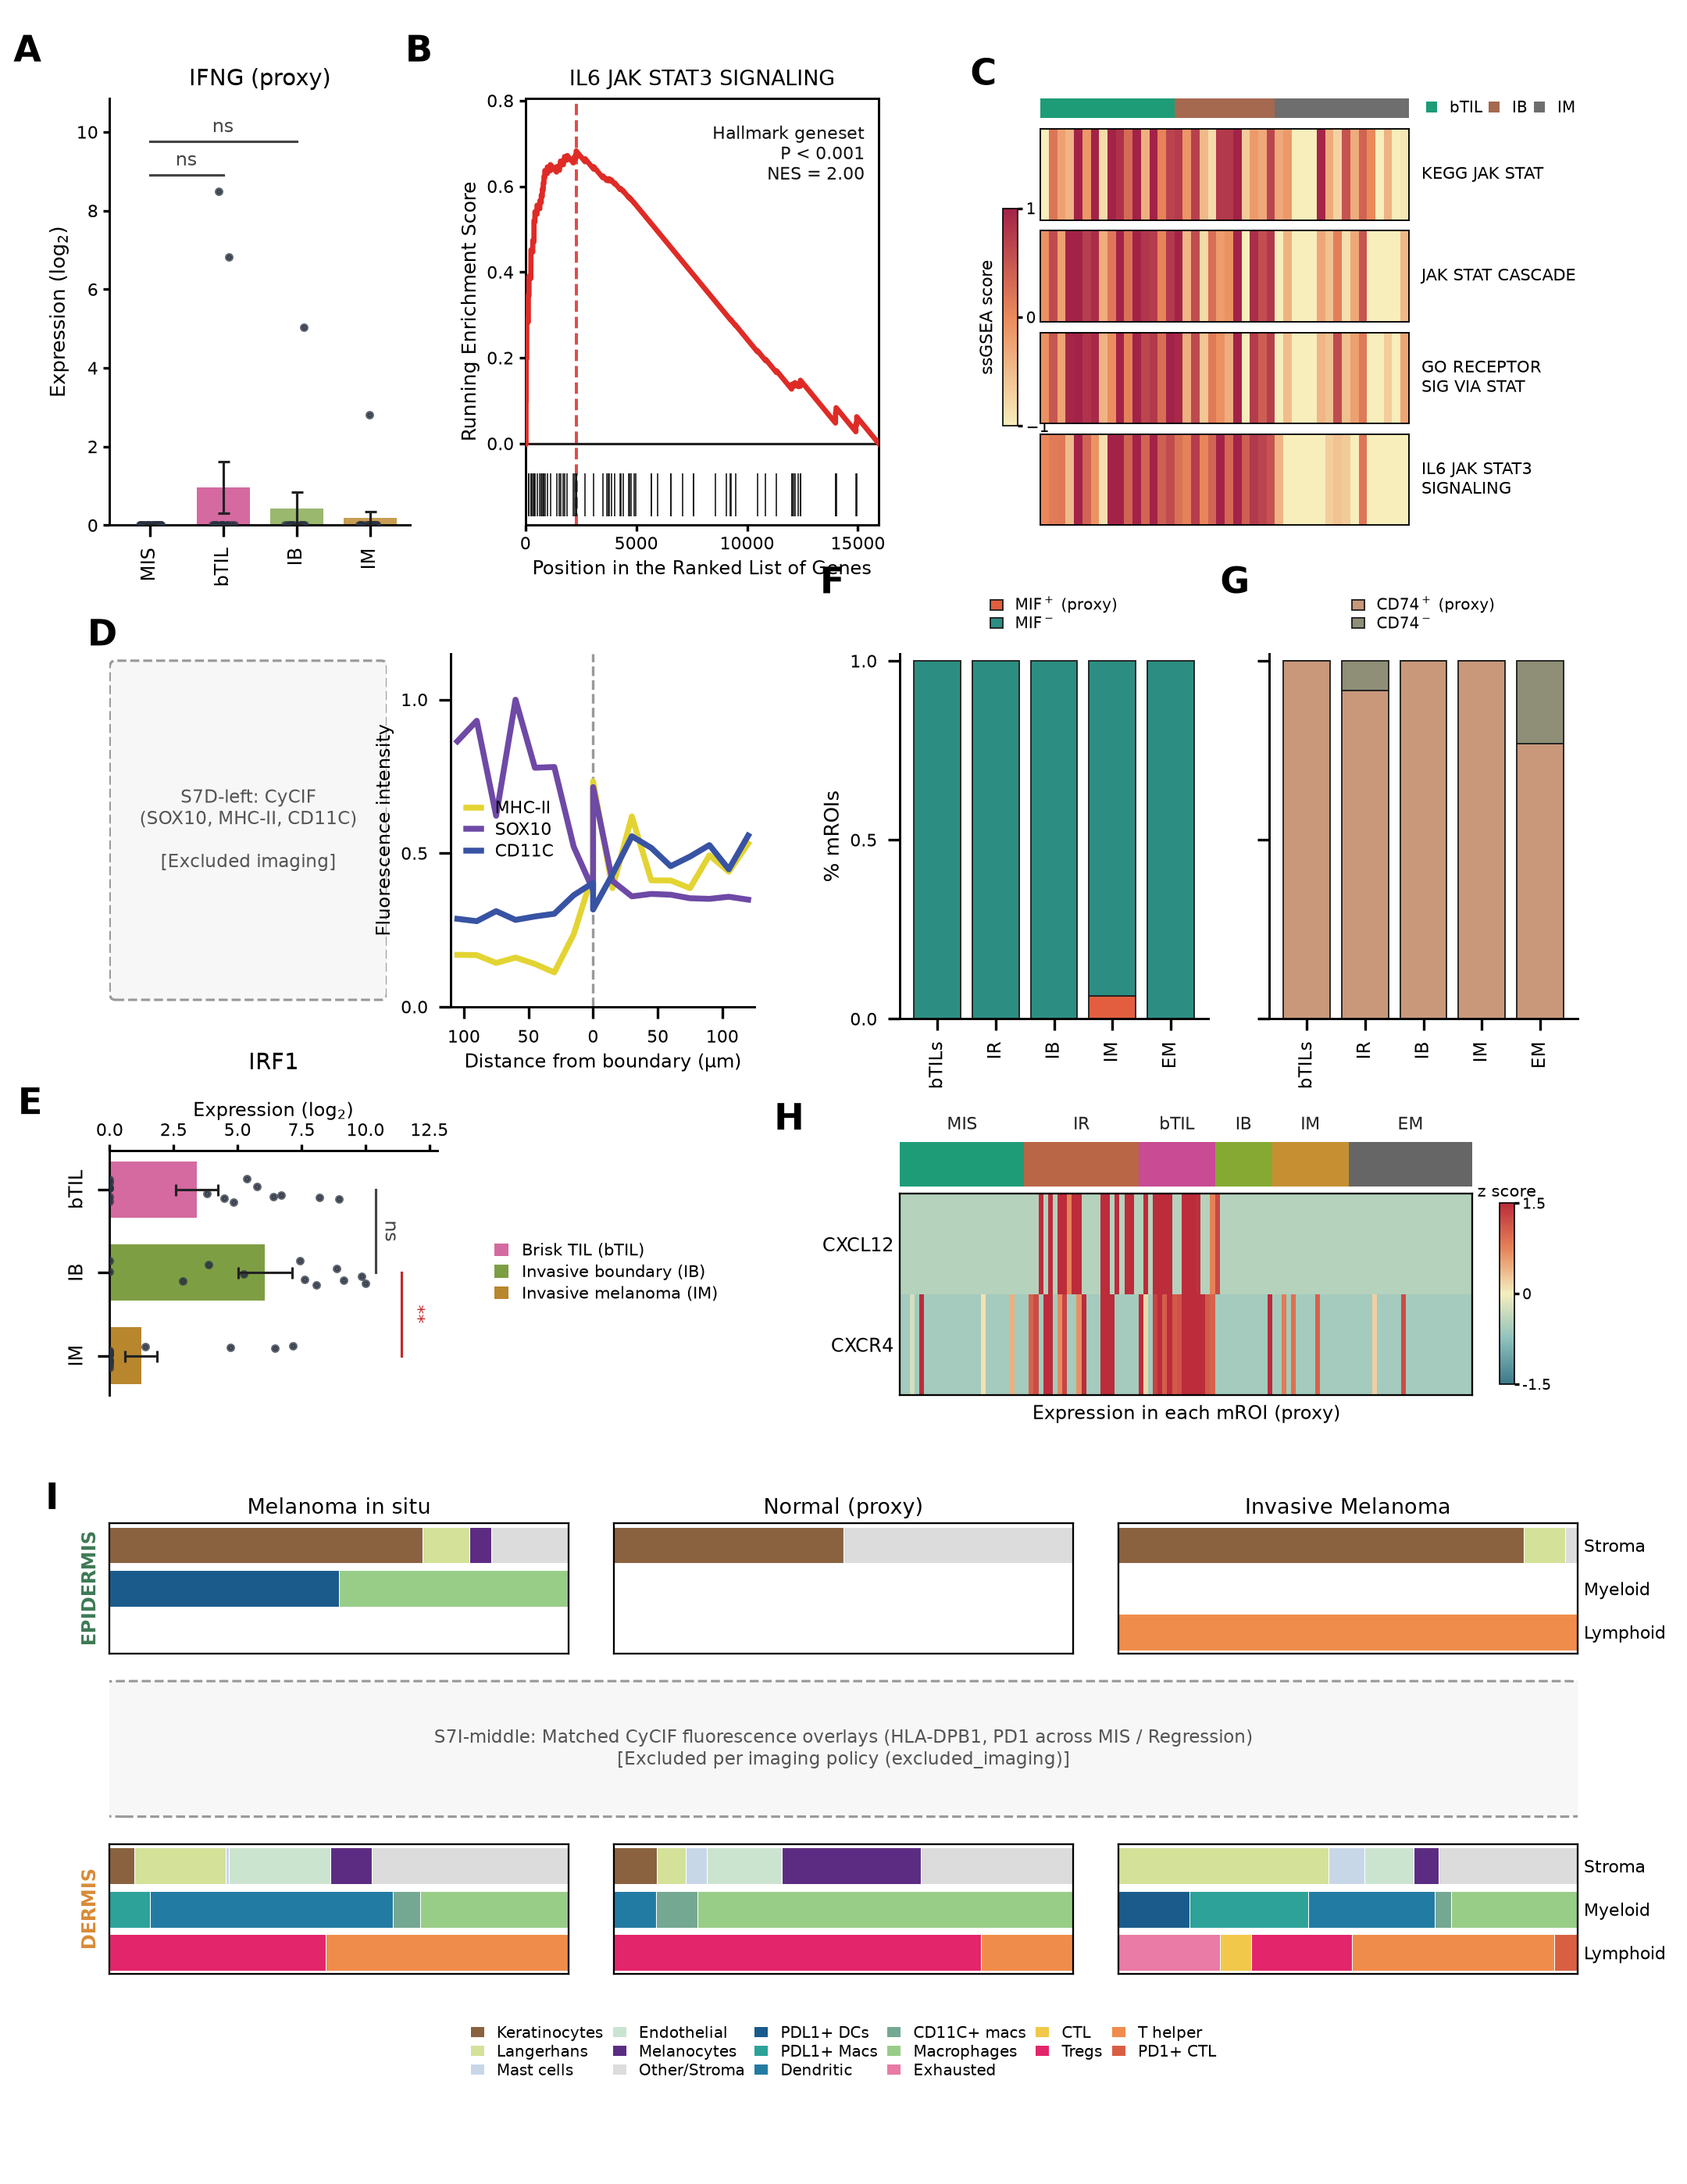 A
IFNG (proxy)
Expression (log2)
10
8
6
4
2
0
ns
ns
MIS
bTIL
IB
IM
B
IL6 JAK STAT3 SIGNALING
Hallmark geneset
P < 0.001
NES = 2.00
Running Enrichment Score
0.8
0.6
0.4
0.2
0.0
0
5000
10000
15000
Position in the Ranked List of Genes
C
bTIL
IB
IM
KEGG JAK STAT
JAK STAT CASCADE
GO RECEPTOR
SIG VIA STAT
IL6 JAK STAT3
SIGNALING
ssGSEA score
1
0
−1
D
S7D-left: CyCIF
(SOX10, MHC-II, CD11C)
[Excluded imaging]
Fluorescence intensity
1.0
0.5
0.0
MHC-II
SOX10
CD11C
100
50
0
50
100
Distance from boundary (μm)
F
MIF+ (proxy)
MIF−
% mROIs
1.0
0.5
0.0
bTILs
IR
IB
IM
EM
G
CD74+ (proxy)
CD74−
bTILs
IR
IB
IM
EM
E
IRF1
Expression (log2)
0.0
2.5
5.0
7.5
10.0
12.5
bTIL
IB
IM
ns
**
Brisk TIL (bTIL)
Invasive boundary (IB)
Invasive melanoma (IM)
H
MIS
IR
bTIL
IB
IM
EM
CXCL12
CXCR4
Expression in each mROI (proxy)
z score
1.5
0
-1.5
I
Melanoma in situ
Normal (proxy)
Invasive Melanoma
EPIDERMIS
Stroma
Myeloid
Lymphoid
S7I-middle: Matched CyCIF fluorescence overlays (HLA-DPB1, PD1 across MIS / Regression)
[Excluded per imaging policy (excluded_imaging)]
DERMIS
Stroma
Myeloid
Lymphoid
Keratinocytes
Langerhans
Mast cells
Endothelial
Melanocytes
Other/Stroma
PDL1+ DCs
PDL1+ Macs
Dendritic
CD11C+ macs
Macrophages
Exhausted
CTL
Tregs
T helper
PD1+ CTL